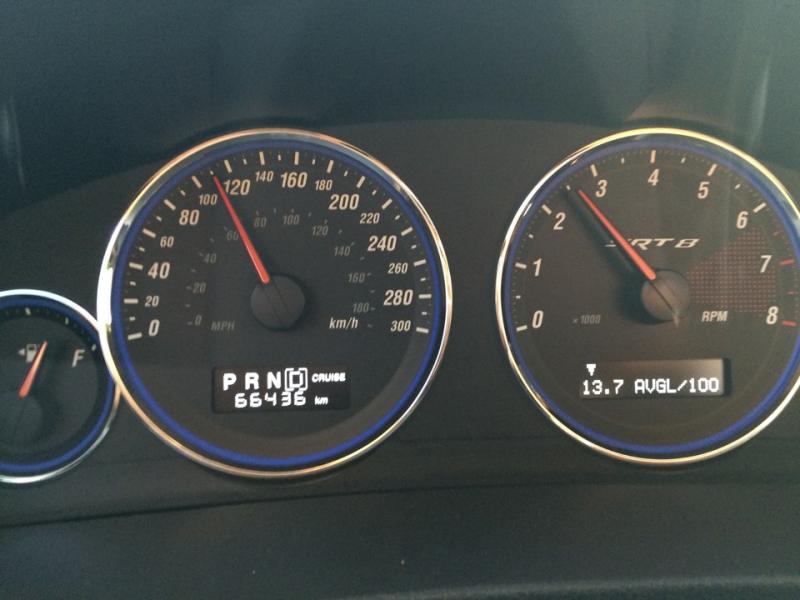 F
0 20 40 60 80 100 120 140 160 180 200 220 240 260 280 300
0 20 40 60 80 100 120 140 160 180
MPH km/h
P R N D CRUISE
66436 km
0 1 2 3 4 5 6 7 8
SRT8
x1000 RPM
13.7 AVGL/100